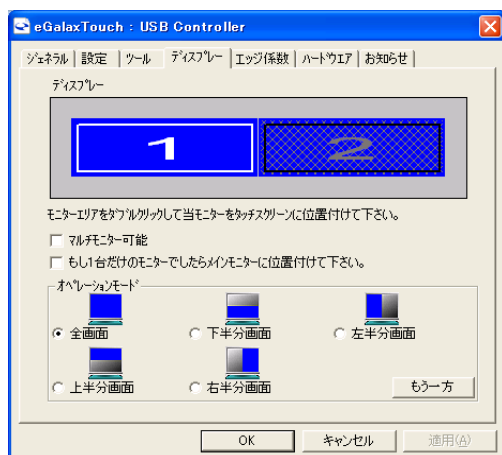 eGalaxTouch : USB Controller
ジェネラル 設定 ツール ディスプレー エッジ係数 ハードウエア お知らせ
ディスプレー
1 2
モニターエリアをダブルクリックして当モニターをタッチスクリーンに位置付けて下さい。
マルチモニター可能
もし1台だけのモニターでしたらメインモニターに位置付けて下さい。
オペレーションモード
全画面 下半分画面 左半分画面
上半分画面 右半分画面 もう一方
OK キャンセル 適用(A)